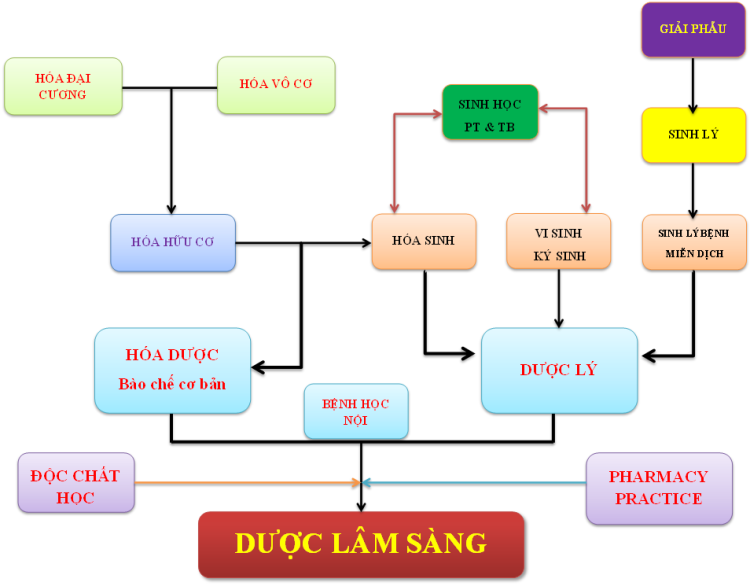 GIẢI PHẪU
HÓA ĐẠI
CƯƠNG
HÓA VÔ CƠ
SINH HỌC
PT & TB
SINH LÝ
HÓA HỮU CƠ
HÓA SINH
VI SINH
KÝ SINH
SINH LÝ BỆNH
MIỄN DỊCH
HÓA DƯỢC
Bào chế cơ bản
DƯỢC LÝ
BỆNH HỌC
NỘI
ĐỘC CHẤT
HỌC
PHARMACY
PRACTICE
DƯỢC LÂM SÀNG